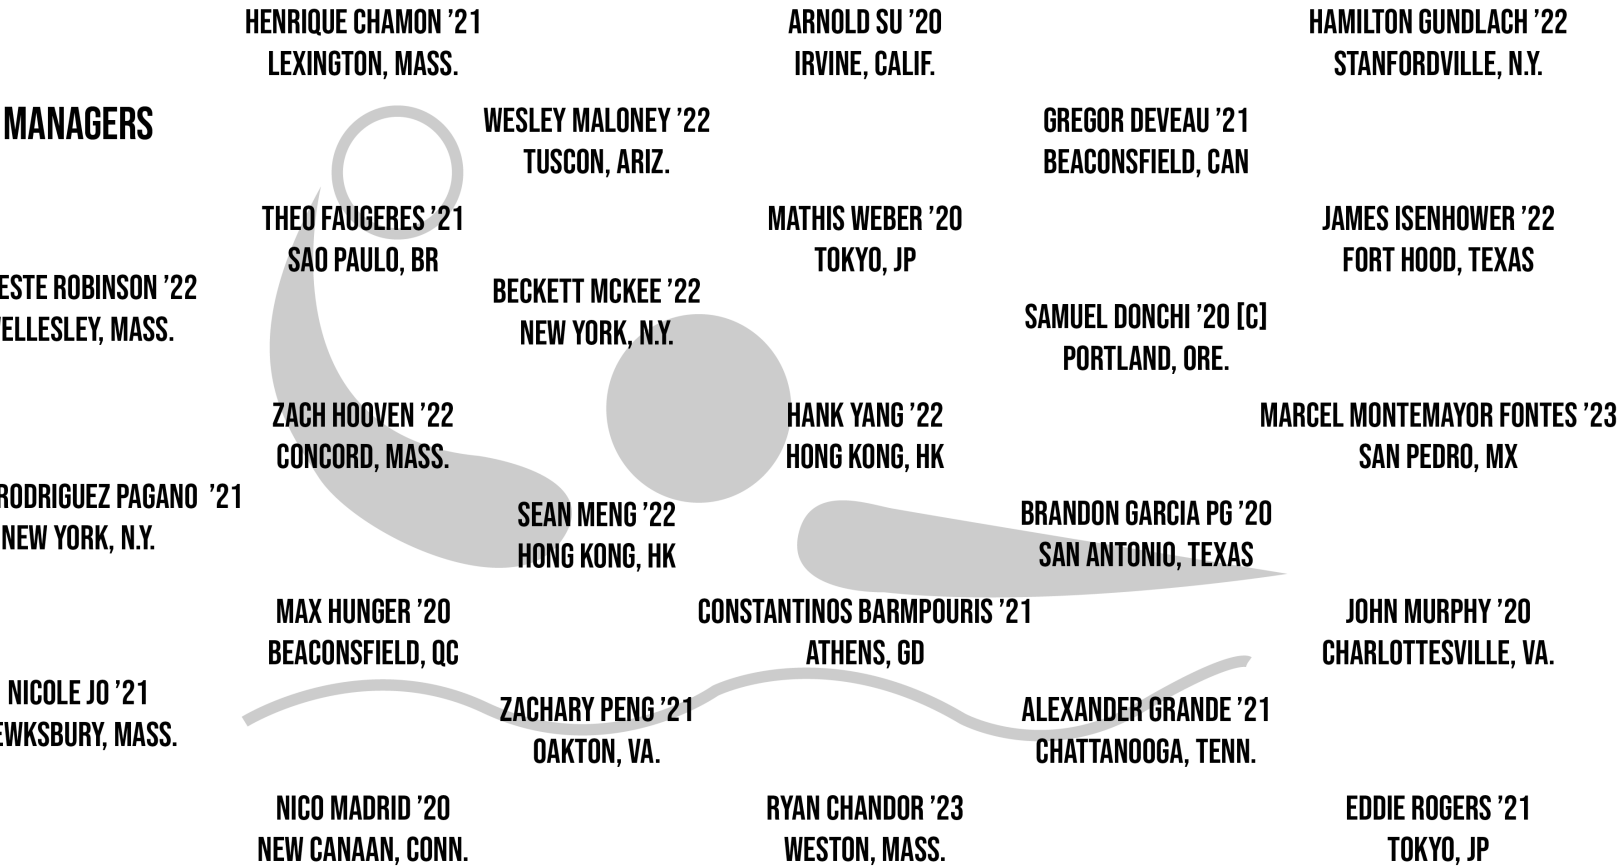 HENRIQUE CHAMON ’21
LEXINGTON, MASS.
ARNOLD SU ’20
IRVINE, CALIF.
HAMILTON GUNDLACH ’22
STANFORDVILLE, N.Y.
MANAGERS
WESLEY MALONEY ’22
TUSCON, ARIZ.
GREGOR DEVEAU ’21
BEACONSFIELD, CAN
THEO FAUGERES ’21
SAO PAULO, BR
MATHIS WEBER ’20
TOKYO, JP
JAMES ISENHOWER ’22
FORT HOOD, TEXAS
ESTE ROBINSON ’22
ELLESLEY, MASS.
BECKETT MCKEE ’22
NEW YORK, N.Y.
SAMUEL DONCHI ’20 [C]
PORTLAND, ORE.
ZACH HOOVEN ’22
CONCORD, MASS.
HANK YANG ’22
HONG KONG, HK
MARCEL MONTEMAYOR FONTES ’23
SAN PEDRO, MX
RODRIGUEZ PAGANO ’21
NEW YORK, N.Y.
SEAN MENG ’22
HONG KONG, HK
BRANDON GARCIA PG ’20
SAN ANTONIO, TEXAS
MAX HUNGER ’20
BEACONSFIELD, QC
CONSTANTINOS BARMPOURIS ’21
ATHENS, GD
JOHN MURPHY ’20
CHARLOTTESVILLE, VA.
NICOLE JO ’21
EWKSBURY, MASS.
ZACHARY PENG ’21
OAKTON, VA.
ALEXANDER GRANDE ’21
CHATTANOOGA, TENN.
NICO MADRID ’20
NEW CANAAN, CONN.
RYAN CHANDOR ’23
WESTON, MASS.
EDDIE ROGERS ’21
TOKYO, JP